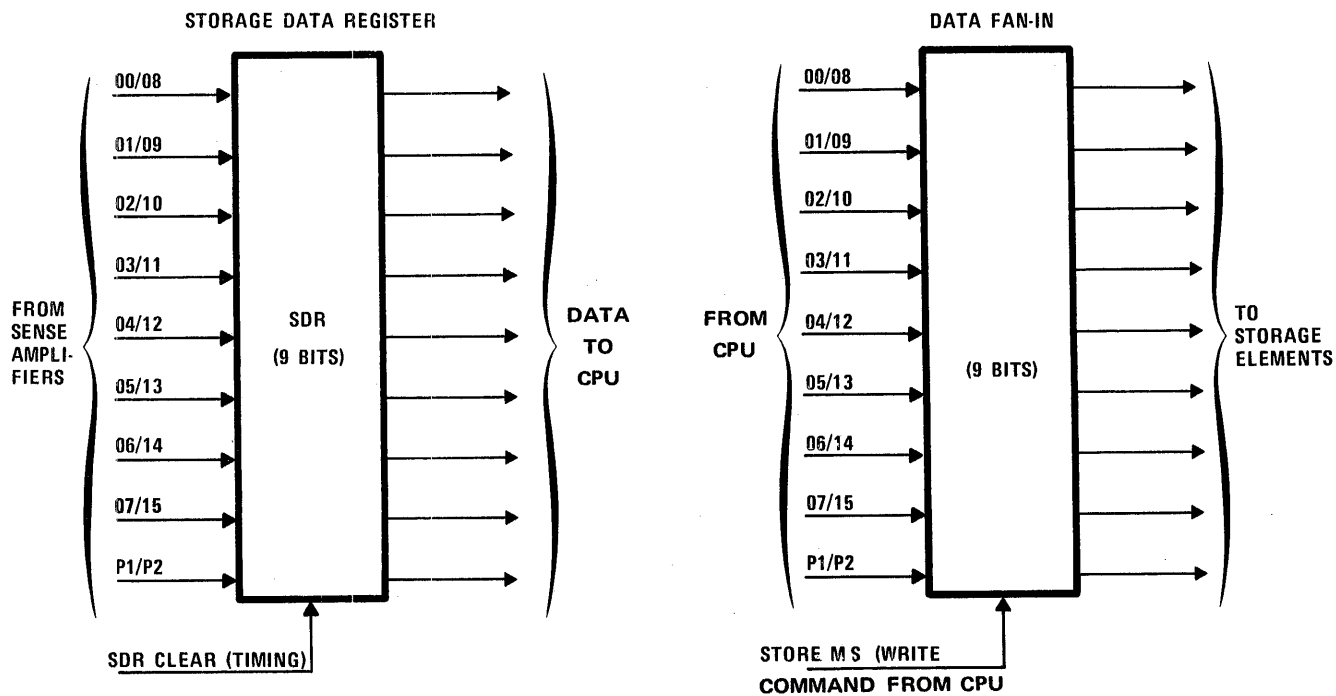 STORAGE DATA REGISTER
00/08
01/09
02/10
03/11
04/12
05/13
06/14
07/15
P1/P2
FROM
SENSE
AMPLI-
FIERS
SDR
(9 BITS)
DATA
TO
CPU
SDR CLEAR (TIMING)
DATA FAN-IN
00/08
01/09
02/10
03/11
04/12
05/13
06/14
07/15
P1/P2
FROM
CPU
(9 BITS)
TO
STORAGE
ELEMENTS
STORE MS (WRITE
COMMAND FROM CPU